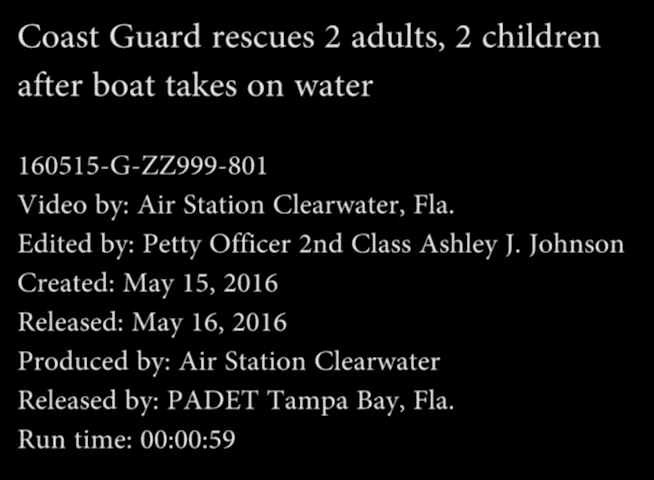 Coast Guard rescues 2 adults, 2 children
after boat takes on water
160515-G-ZZ999-801
Video by: Air Station Clearwater, Fla.
Edited by: Petty Officer 2nd Class Ashley J. Johnson
Created: May 15, 2016
Released: May 16, 2016
Produced by: Air Station Clearwater
Released by: PADET Tampa Bay, Fla.
Run time: 00:00:59